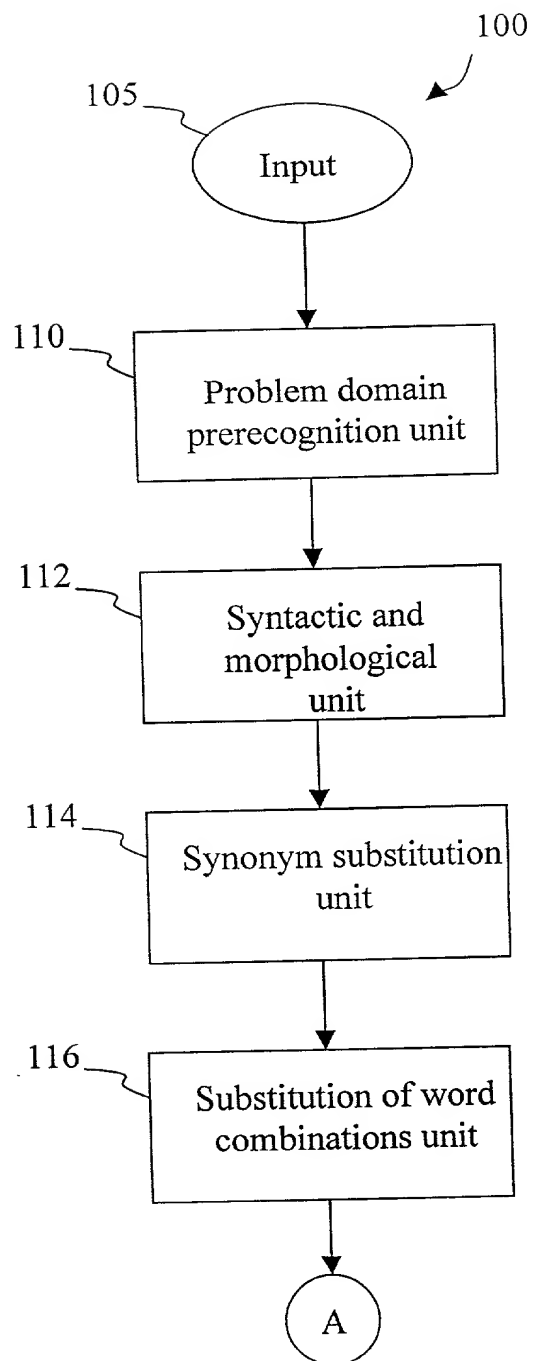 100
105
Input
110
Problem domain
prerecognition unit
112
Syntactic and
morphological
unit
114
Synonym substitution
unit
116
Substitution of word
combinations unit
A